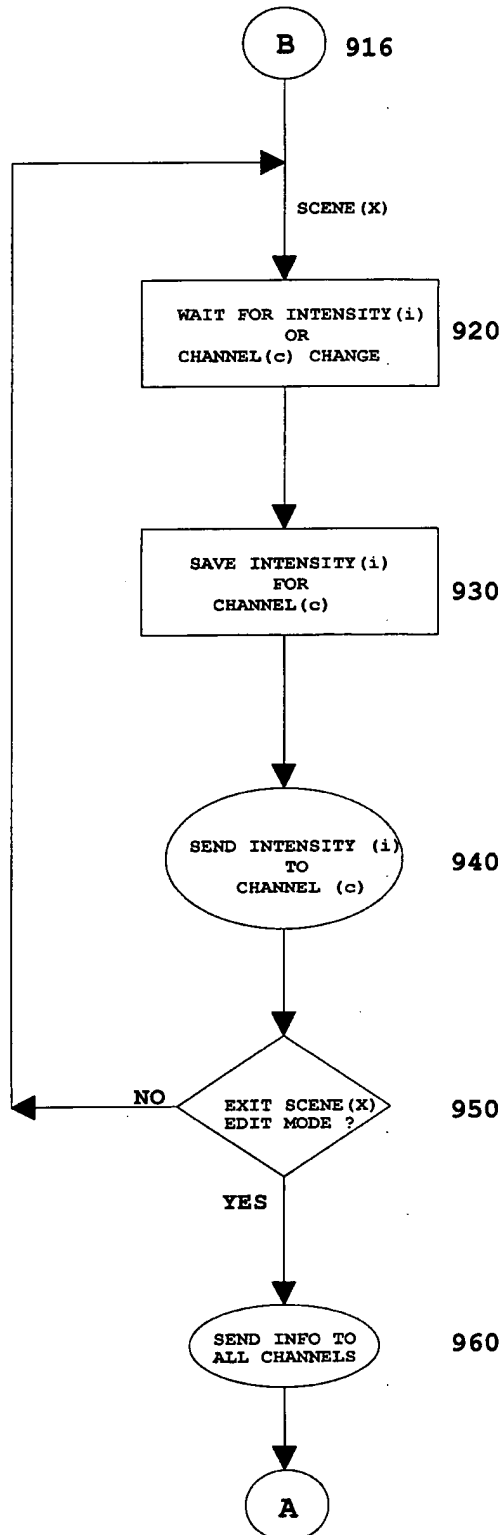 B 916
SCENE(X)
WAIT FOR INTENSITY(i)
OR
CHANNEL(c) CHANGE
920
SAVE INTENSITY(i)
FOR
CHANNEL(c)
930
SEND INTENSITY (i)
TO
CHANNEL (c)
940
NO
EXIT SCENE(X)
EDIT MODE ?
950
YES
SEND INFO TO
ALL CHANNELS
960
A